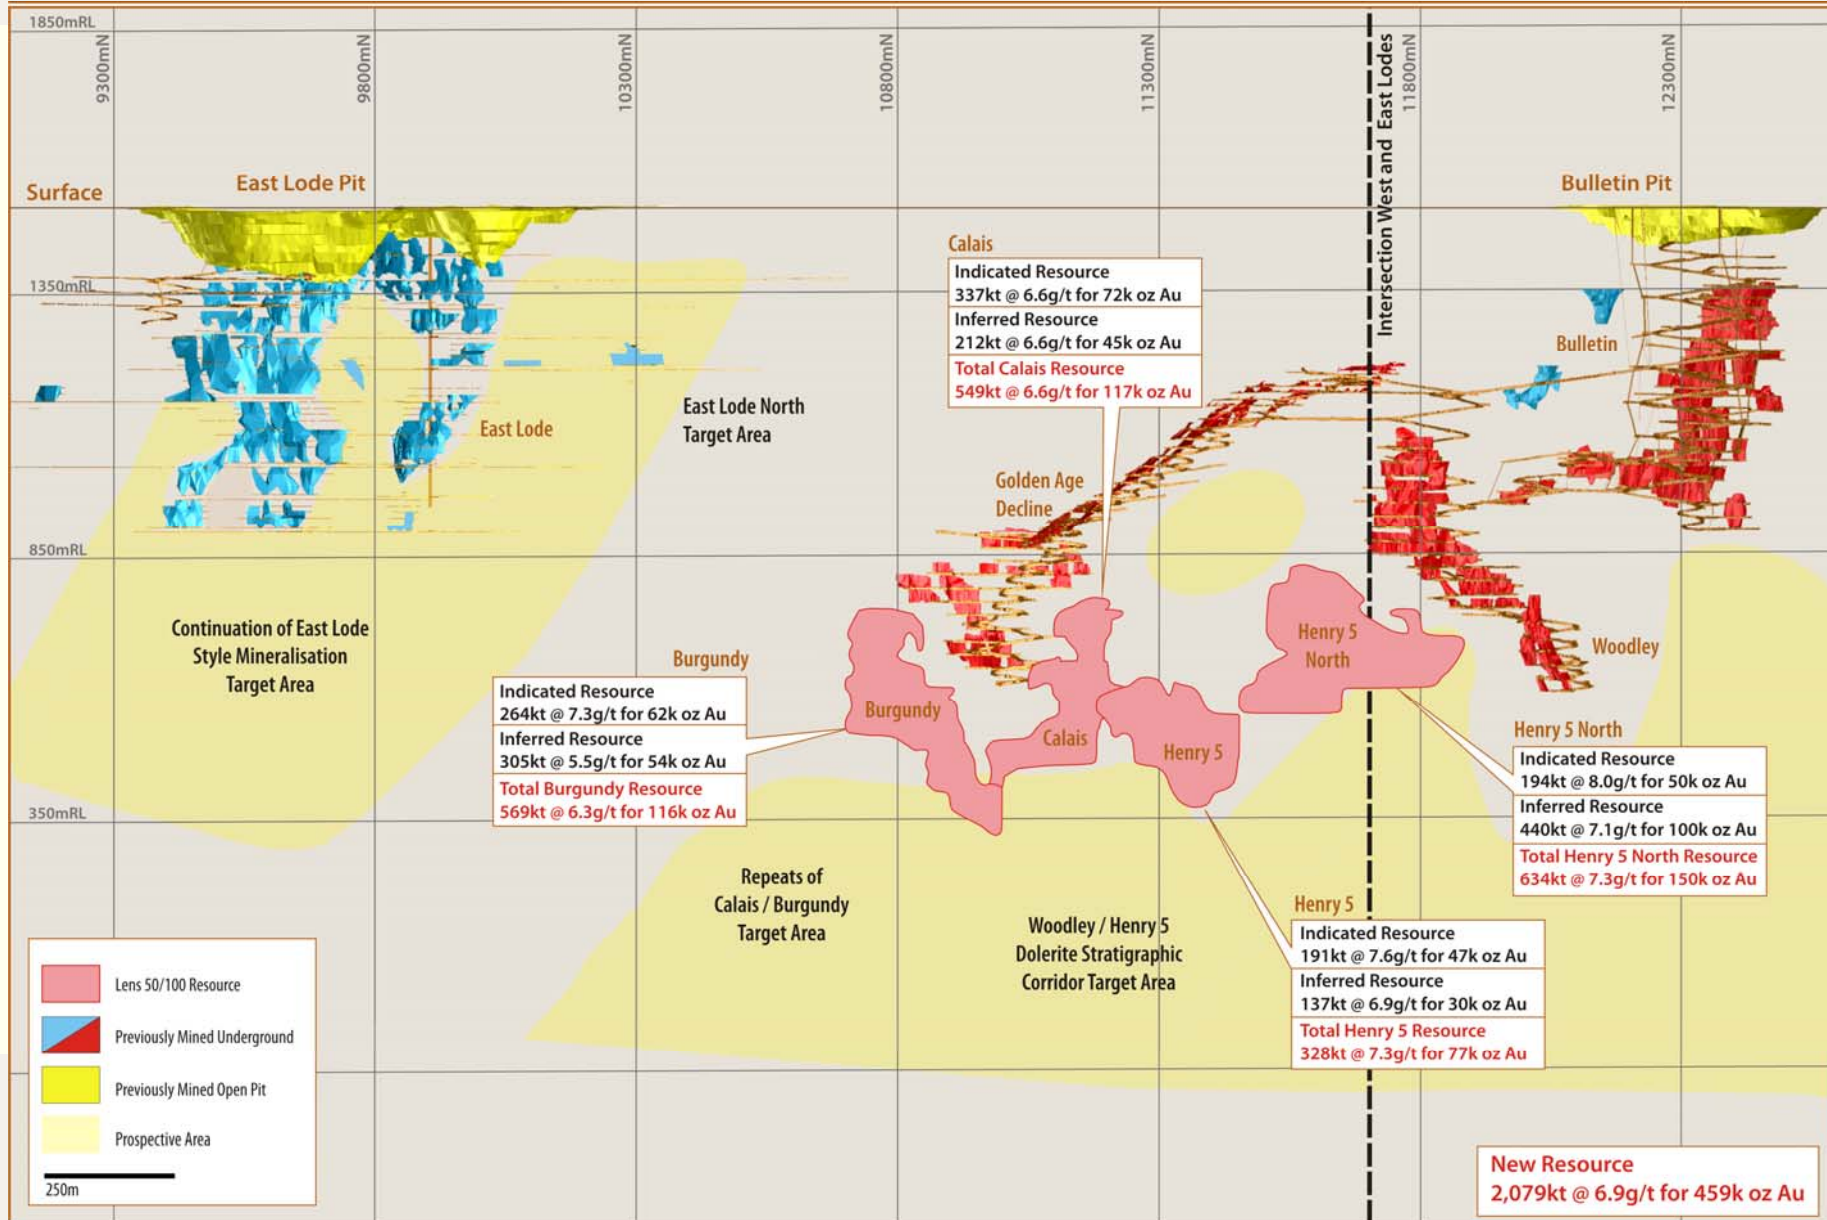 1850mRL
9300mN
9800mN
10300mN
10800mN
11300mN
11800mN
12300mN
Intersection West and East Lodes
Surface
East Lode Pit
Bulletin Pit
1350mRL
Calais
Indicated Resource
337kt @ 6.6g/t for 72k oz Au
Inferred Resource
212kt @ 6.6g/t for 45k oz Au
Total Calais Resource
549kt @ 6.6g/t for 117k oz Au
Bulletin
East Lode
East Lode North
Target Area
Golden Age
Decline
850mRL
Continuation of East Lode
Style Mineralisation
Target Area
Burgundy
Indicated Resource
264kt @ 7.3g/t for 62k oz Au
Inferred Resource
305kt @ 5.5g/t for 54k oz Au
Total Burgundy Resource
569kt @ 6.3g/t for 116k oz Au
Burgundy
Calais
Henry 5
Henry 5
North
Woodley
Henry 5 North
Indicated Resource
194kt @ 8.0g/t for 50k oz Au
Inferred Resource
440kt @ 7.1g/t for 100k oz Au
Total Henry 5 North Resource
634kt @ 7.3g/t for 150k oz Au
350mRL
Repeats of
Calais / Burgundy
Target Area
Woodley / Henry 5
Dolerite Stratigraphic
Corridor Target Area
Henry 5
Indicated Resource
191kt @ 7.6g/t for 47k oz Au
Inferred Resource
137kt @ 6.9g/t for 30k oz Au
Total Henry 5 Resource
328kt @ 7.3g/t for 77k oz Au
Lens 50/100 Resource
Previously Mined Underground
Previously Mined Open Pit
Prospective Area
250m
New Resource
2,079kt @ 6.9g/t for 459k oz Au